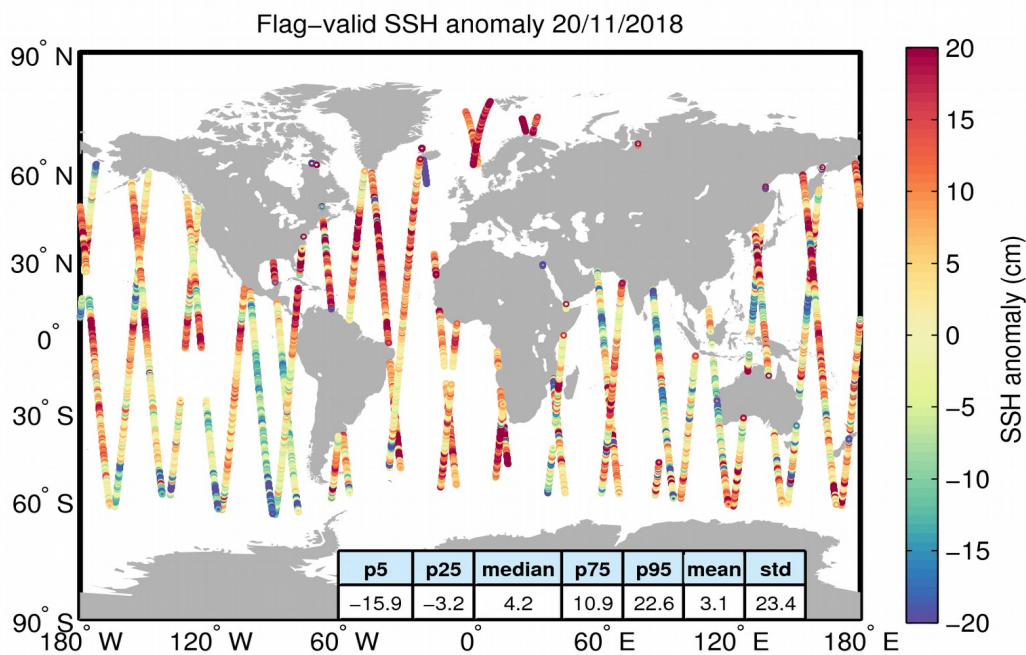 Flag−valid SSH anomaly 20/11/2018
90° N
60° N
30° N
0°
30° S
60° S
90° S
180° W 120° W 60° W 0° 60° E 120° E 180° E
p5 p25 median p75 p95 mean std
−15.9 −3.2 4.2 10.9 22.6 3.1 23.4
20
15
10
5
0
−5
−10
−15
−20
SSH anomaly (cm)